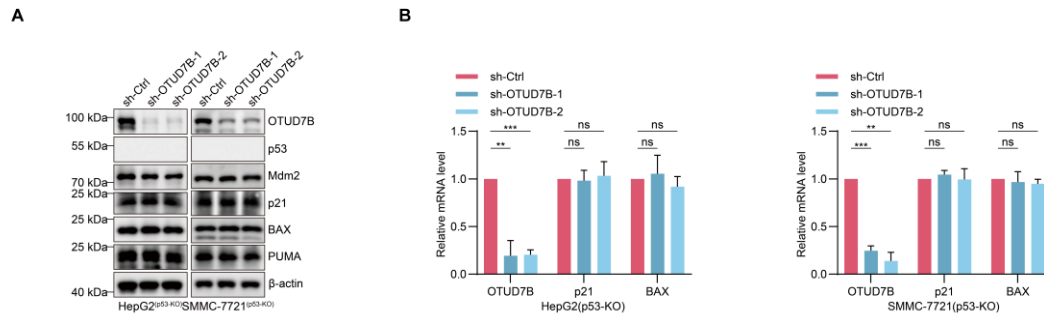 A
sh-Ctrl
sh-OTUD7B-1
sh-OTUD7B-2
sh-Ctrl
sh-OTUD7B-1
sh-OTUD7B-2
100 kDa
OTUD7B
55 kDa
p53
Mdm2
70 kDa
25 kDa
p21
25 kDa
BAX
25 kDa
PUMA
β-actin
40 kDa
HepG2(p53-KO) SMMC-7721(p53-KO)
B
sh-Ctrl
sh-OTUD7B-1
sh-OTUD7B-2
Relative mRNA level
1.5
1.0
0.5
0.0
***
**
ns
ns
ns
ns
OTUD7B p21 BAX
HepG2(p53-KO)
sh-Ctrl
sh-OTUD7B-1
sh-OTUD7B-2
Relative mRNA level
1.5
1.0
0.5
0.0
**
***
ns
ns
ns
ns
OTUD7B p21 BAX
SMMC-7721(p53-KO)